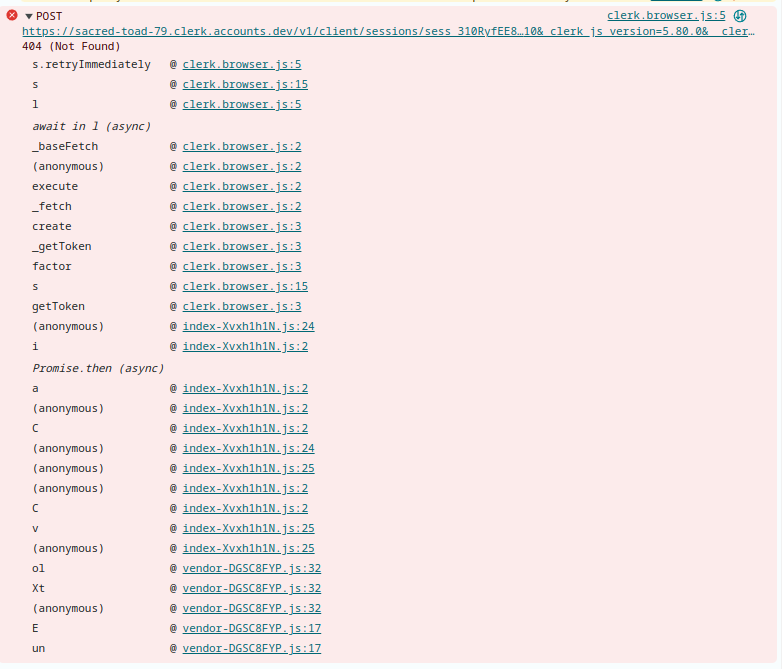 POST clerk.browser.js:5
https://sacred-toad-79.clerk.accounts.dev/v1/client/sessions/sess_310RyfEE8…10&_clerk_js_version=5.80.0&__cler…
404 (Not Found)
s.retryImmediately @ clerk.browser.js:5
s @ clerk.browser.js:15
l @ clerk.browser.js:5
await in l (async)
_baseFetch @ clerk.browser.js:2
(anonymous) @ clerk.browser.js:2
execute @ clerk.browser.js:2
_fetch @ clerk.browser.js:2
create @ clerk.browser.js:3
_getToken @ clerk.browser.js:3
factor @ clerk.browser.js:3
s @ clerk.browser.js:15
getToken @ clerk.browser.js:3
(anonymous) @ index-Xvxh1h1N.js:24
i @ index-Xvxh1h1N.js:2
Promise.then (async)
a @ index-Xvxh1h1N.js:2
(anonymous) @ index-Xvxh1h1N.js:2
C @ index-Xvxh1h1N.js:2
(anonymous) @ index-Xvxh1h1N.js:24
(anonymous) @ index-Xvxh1h1N.js:25
(anonymous) @ index-Xvxh1h1N.js:2
C @ index-Xvxh1h1N.js:2
v @ index-Xvxh1h1N.js:25
(anonymous) @ index-Xvxh1h1N.js:25
ol @ vendor-DGSC8FYP.js:32
Xt @ vendor-DGSC8FYP.js:32
(anonymous) @ vendor-DGSC8FYP.js:32
E @ vendor-DGSC8FYP.js:17
un @ vendor-DGSC8FYP.js:17